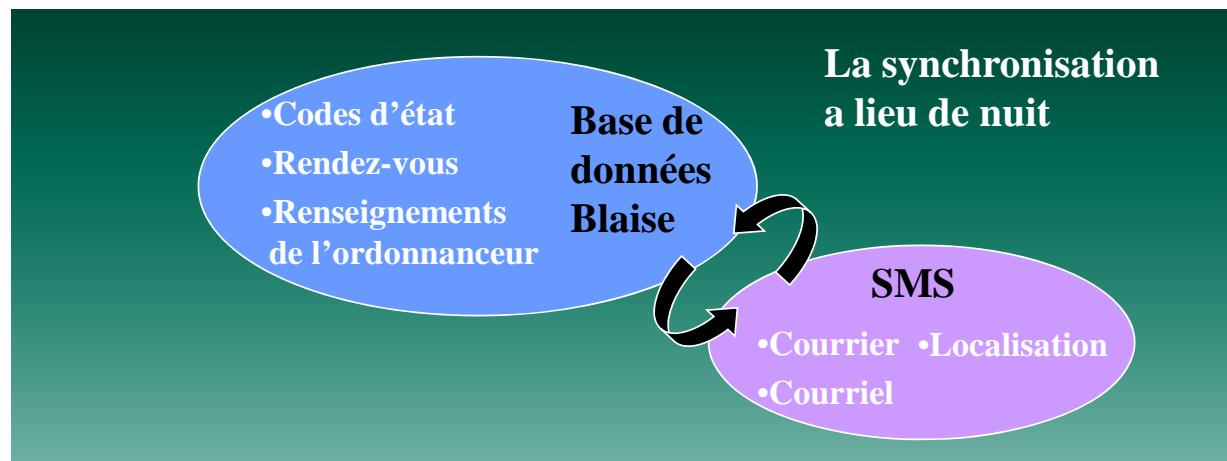 La synchronisation
a lieu de nuit
•Codes d’état
•Rendez-vous
•Renseignements
de l’ordonnanceur
Base de
données
Blaise
SMS
•Courrier •Localisation
•Courriel